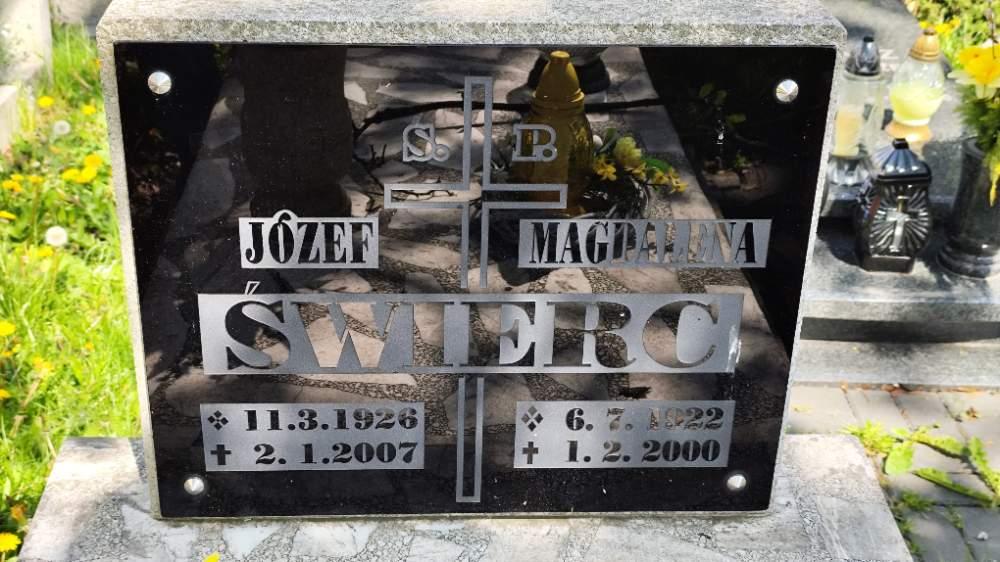 Ś. P.
JÓZEF MAGDALENA
ŚWIERC
11.3.1926 6. 7. 1922
2. 1.2007 1. 2. 2000